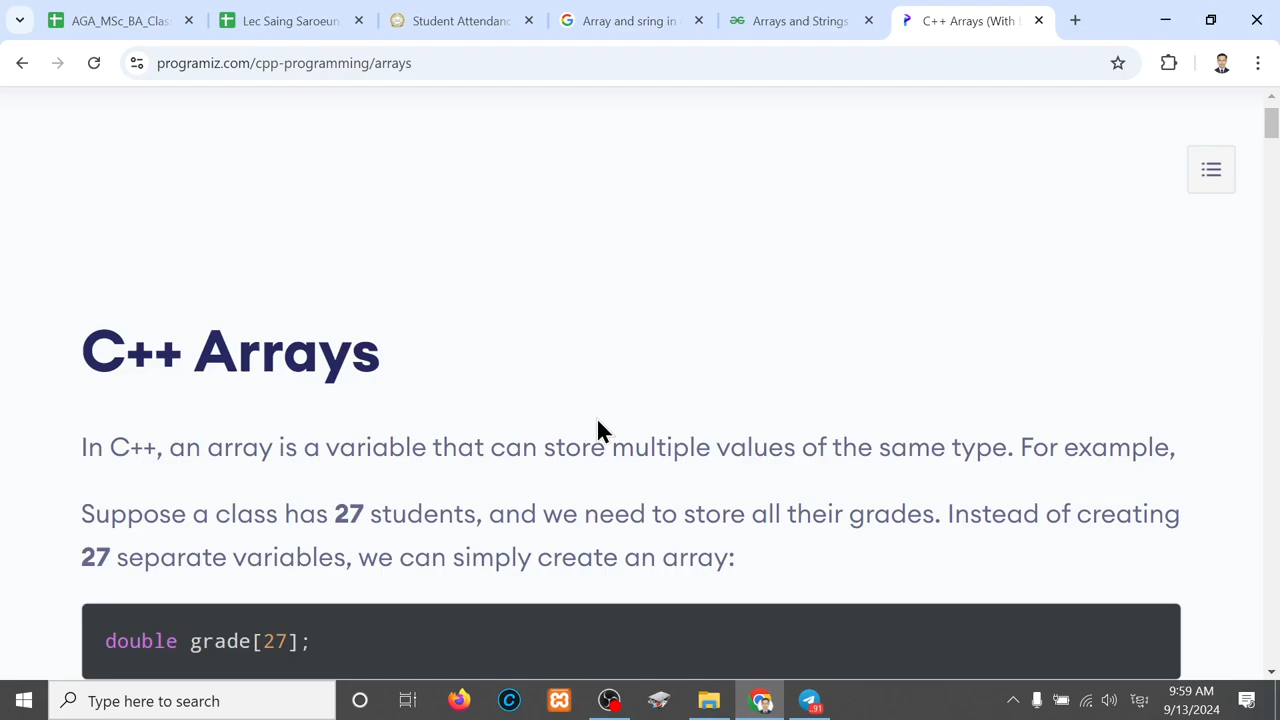 AGA_MSc_BA_Clas
Lec Saing Saroeun
Student Attendanc
Array and sring in
Arrays and Strings
C++ Arrays (With
programiz.com/cpp-programming/arrays
C++ Arrays
In C++, an array is a variable that can store multiple values of the same type. For example,
Suppose a class has 27 students, and we need to store all their grades. Instead of creating
27 separate variables, we can simply create an array:
double grade[27];
Type here to search
91
9:59 AM
9/13/2024